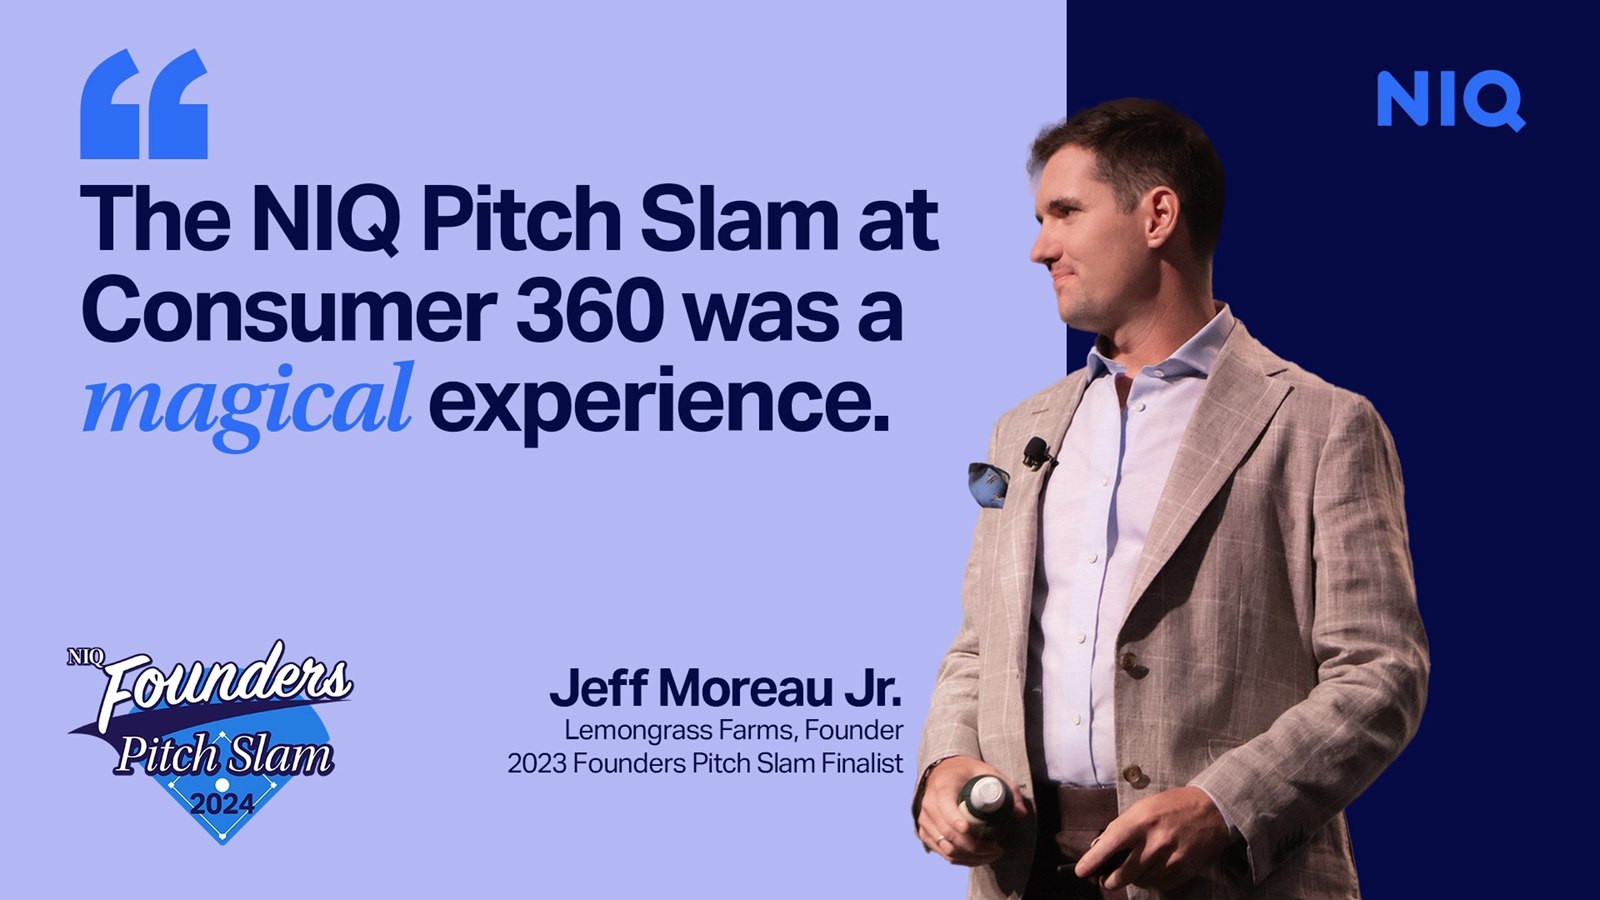 NIQ
“
The NIQ Pitch Slam at
Consumer 360 was a
magical experience.
NIQ
Founders
Pitch Slam
2024
Jeff Moreau Jr.
Lemongrass Farms, Founder
2023 Founders Pitch Slam Finalist